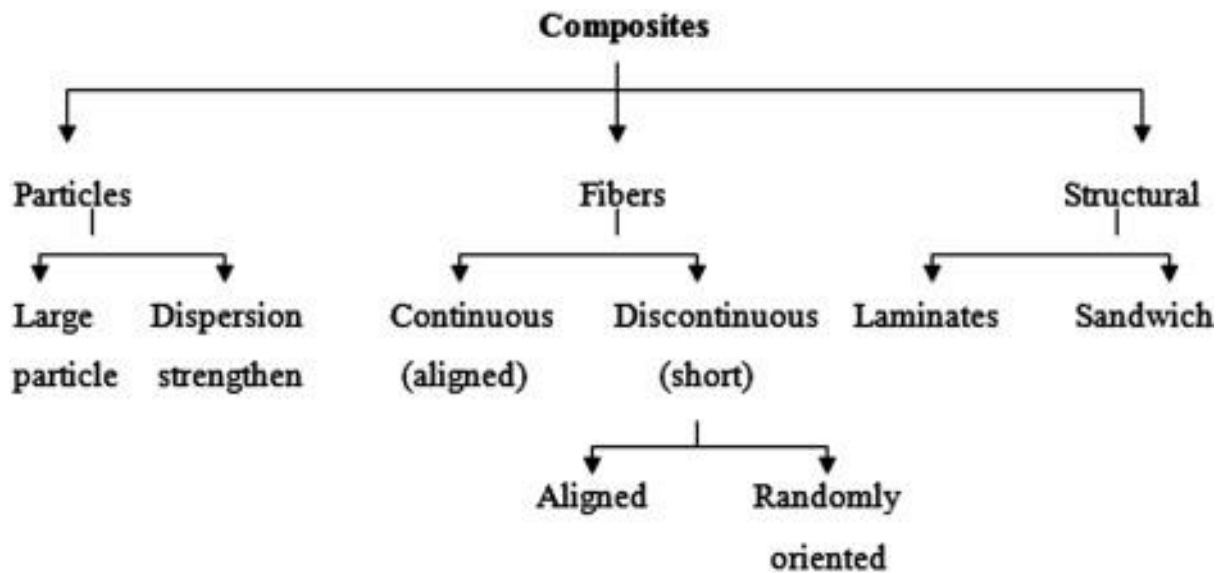 Composites
Particles Fibers Structural
Large Dispersion Continuous Discontinuous Laminates Sandwich
particle strengthen (aligned) (short)
Aligned Randomly
oriented